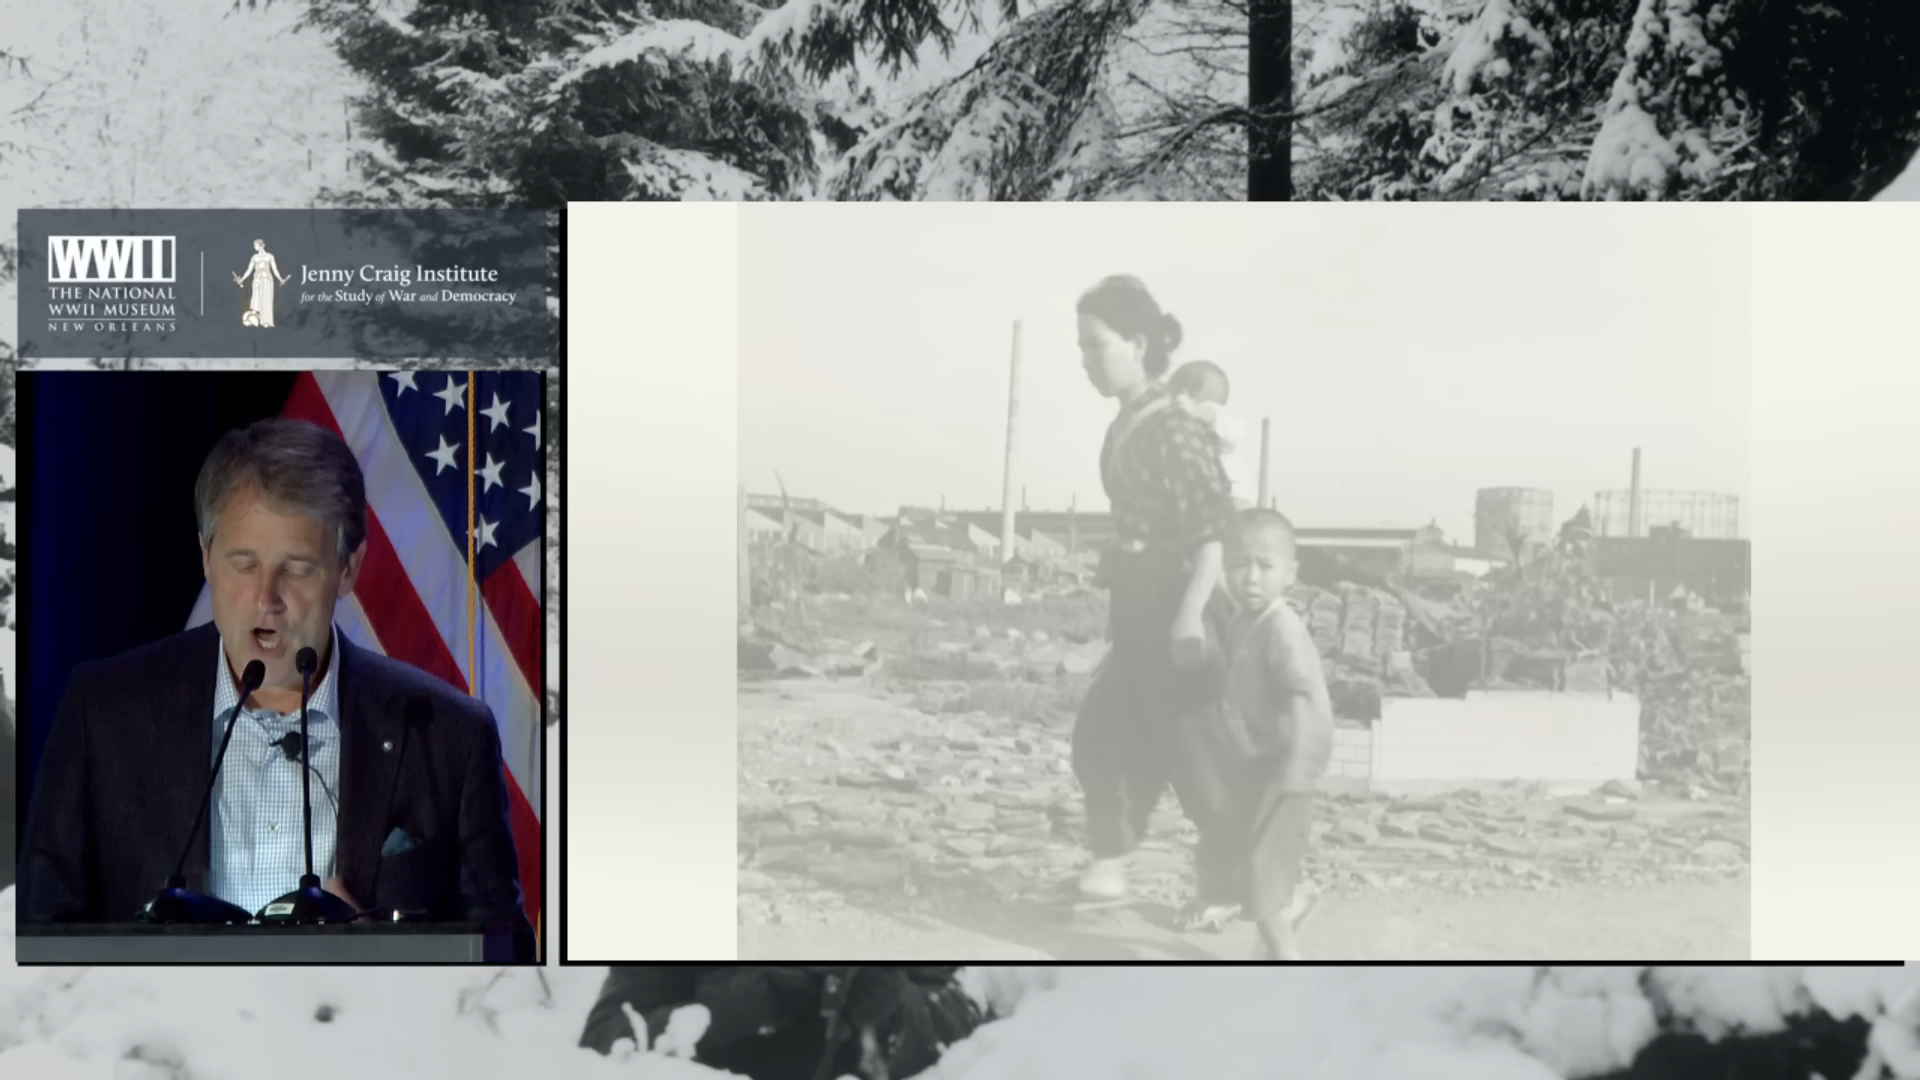 WWII
THE NATIONAL
WWII MUSEUM
NEW ORLEANS
Jenny Craig Institute
for the Study of War and Democracy